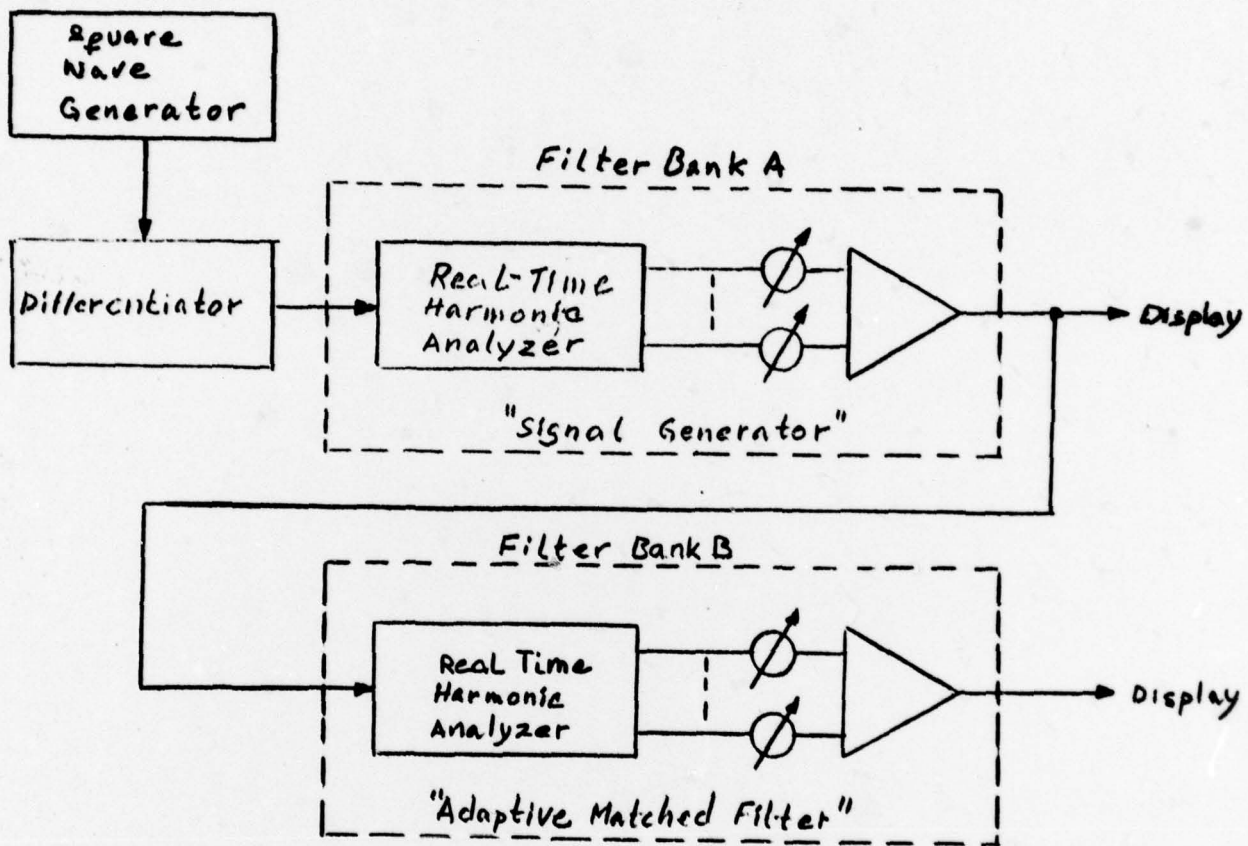 Square
Wave
Generator
Filter Bank A
Differentiator
Real-Time
Harmonic
Analyzer
Display
"Signal Generator"
Filter Bank B
Real Time
Harmonic
Analyzer
Display
"Adaptive Matched Filter"